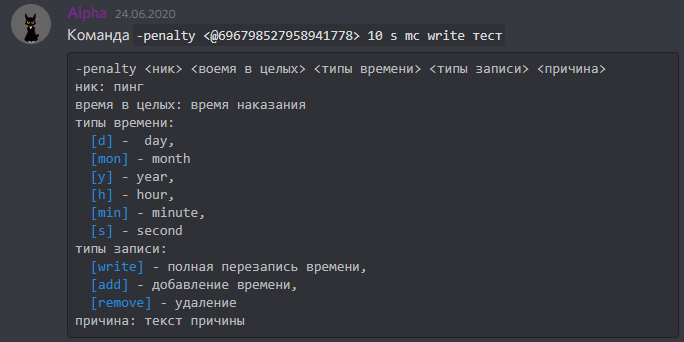 Alpha 24.06.2020
Команда -penalty <@696798527958941778> 10 s mc write тест
-penalty <ник> <воемя в целых> <типы времени> <типы записи> <причина>
ник: пинг
время в целых: время наказания
типы времени:
[d] -  day,
[mon] - month
[y] - year,
[h] - hour,
[min] - minute,
[s] - second
типы записи:
[write] - полная перезапись времени,
[add] - добавление времени,
[remove] - удаление
причина: текст причины